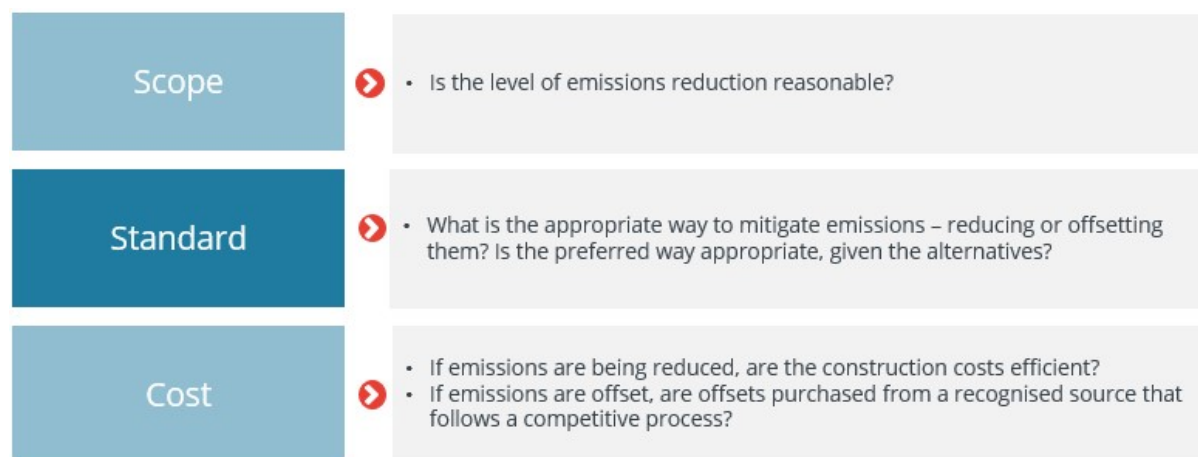 Scope
• Is the level of emissions reduction reasonable?
Standard
• What is the appropriate way to mitigate emissions – reducing or offsetting
them? Is the preferred way appropriate, given the alternatives?
Cost
• If emissions are being reduced, are the construction costs efficient?
• If emissions are offset, are offsets purchased from a recognised source that
follows a competitive process?